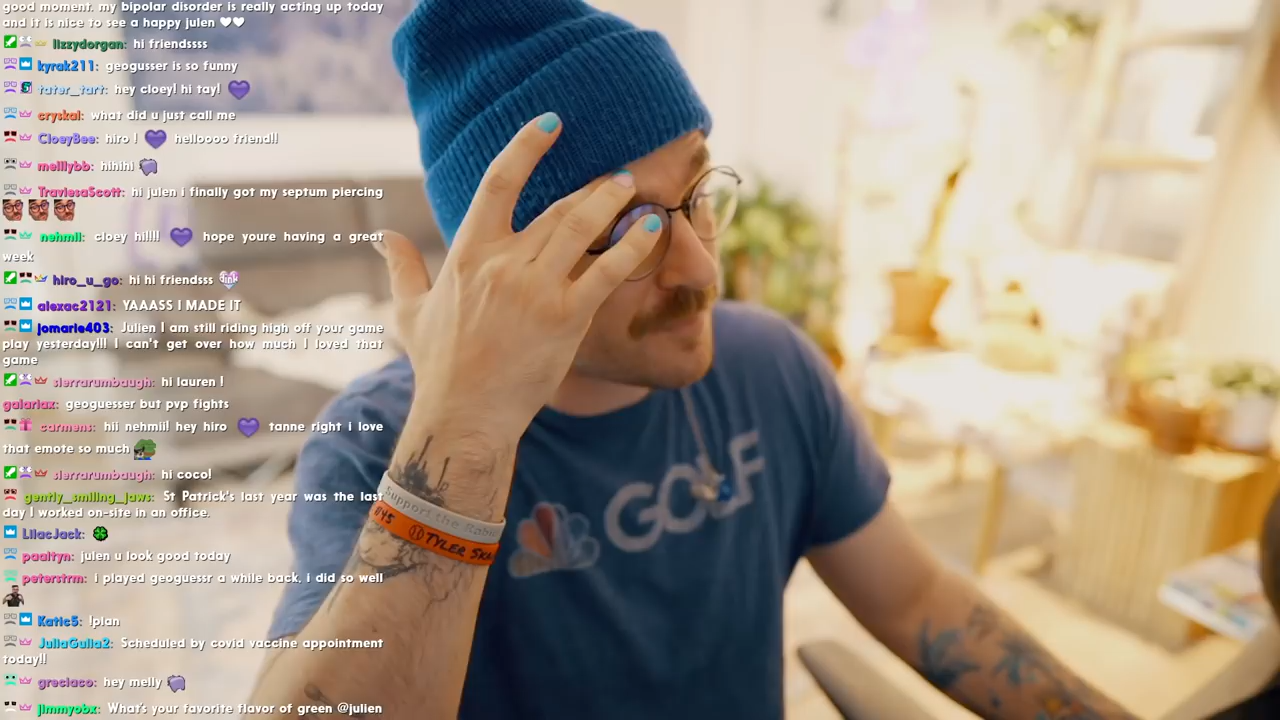 good moment. my bipolar disorder is really acting up today
and it is nice to see a happy julen
lizzydorgan: hi friendssss
kyrak211: geogusser is so funny
tater_tart: hey cloey! hi tay!
cryskal: what did u just call me
CloeyBee: hiro ! helloooo friend!!
meillybb: hihihi
TraviesaScott: hi julen i finally got my septum piercing
nehmii: cloey hi!!!! hope youre having a great
week
hiro_u_go: hi hi friendsss
alexac2121: YAAASS I MADE IT
jomarie403: Julien I am still riding high off your game
play yesterday!!! I can't get over how much I loved that
game
sierrarumbaugh: hi lauren !
galariax: geoguesser but pvp fights
carmens: hii nehmii! hey hiro tanne right i love
that emote so much
sierrarumbaugh: hi coco!
gently_smiling_jaws: St Patrick's last year was the last
day I worked on-site in an office.
LilacJack:
paaltyn: julen u look good today
peterstrm: i played geoguessr a while back, i did so well
Katic5: !plan
JuliaGulia2: Scheduled by covid vaccine appointment
today!!
greciaco: hey melly
jimmyobx: What's your favorite flavor of green @julien
GOLF
Support the
#45 TYLER